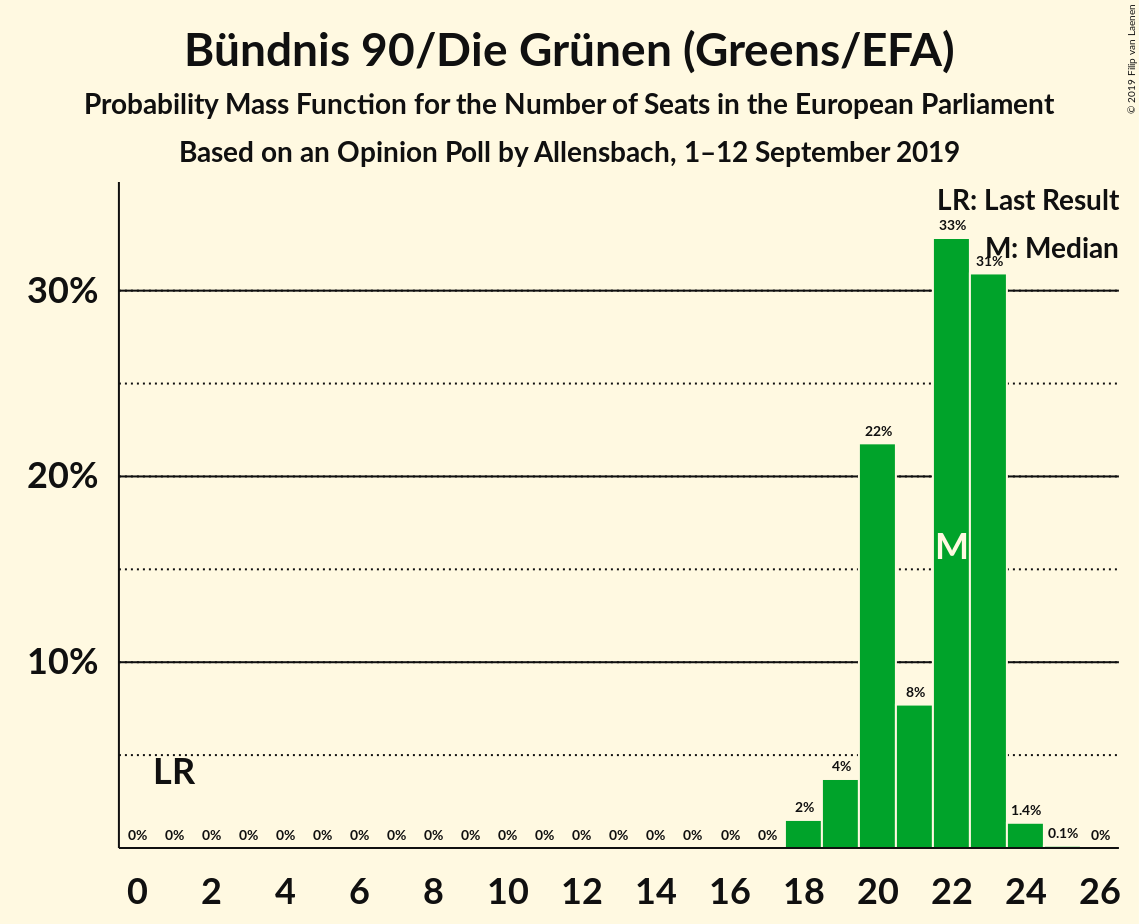 Bündnis 90/Die Grünen (Greens/EFA)
Probability Mass Function for the Number of Seats in the European Parliament
Based on an Opinion Poll by Allensbach, 1–12 September 2019
© 2019 Filip van Laenen
LR: Last Result
M: Median
33%
31%
30%
22%
20%
M
10%
8%
LR
4%
2%
1.4%
0% 0% 0% 0% 0% 0% 0% 0% 0% 0% 0% 0% 0% 0% 0% 0% 0% 0% 0.1% 0%
0 2 4 6 8 10 12 14 16 18 20 22 24 26